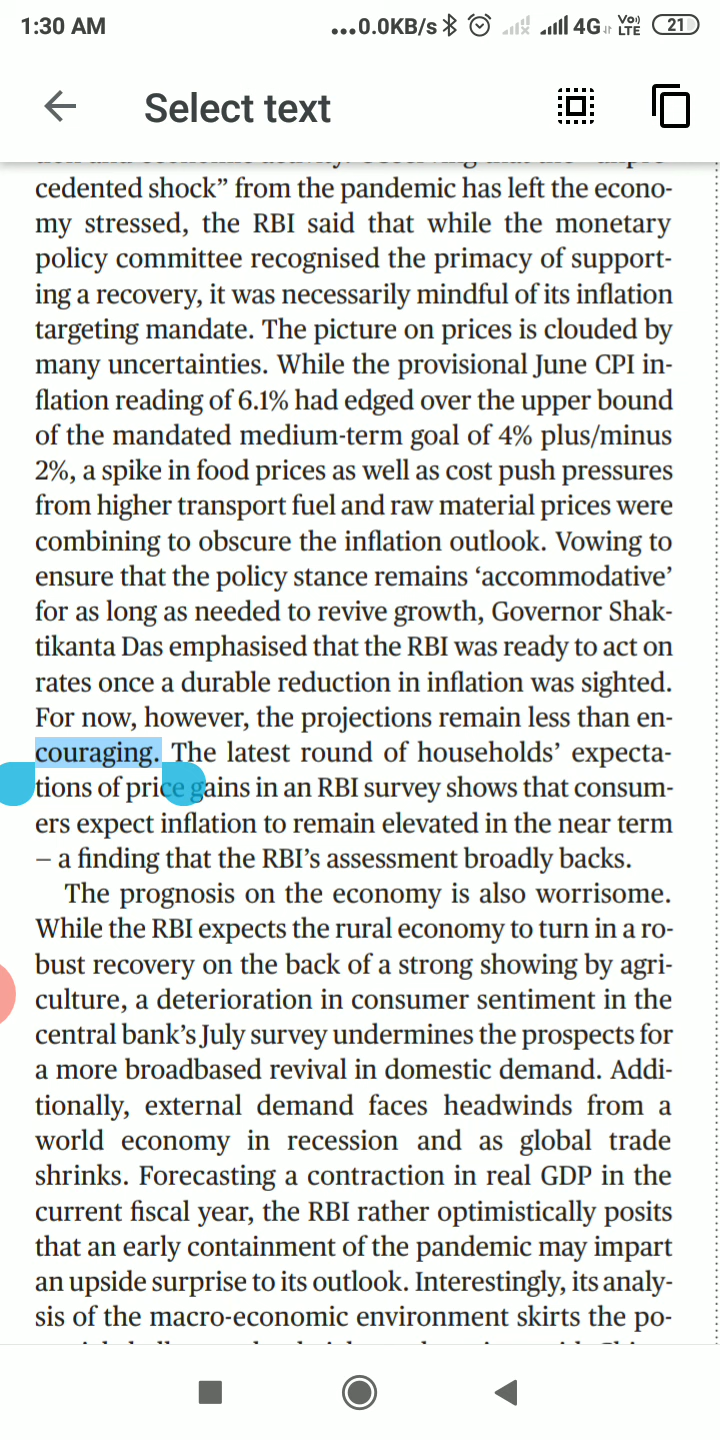 1:30 AM
...0.0KB/s 4G Vo) LTE 21
Select text
cedented shock” from the pandemic has left the econo-
my stressed, the RBI said that while the monetary
policy committee recognised the primacy of support-
ing a recovery, it was necessarily mindful of its inflation
targeting mandate. The picture on prices is clouded by
many uncertainties. While the provisional June CPI in-
flation reading of 6.1% had edged over the upper bound
of the mandated medium-term goal of 4% plus/minus
2%, a spike in food prices as well as cost push pressures
from higher transport fuel and raw material prices were
combining to obscure the inflation outlook. Vowing to
ensure that the policy stance remains ‘accommodative’
for as long as needed to revive growth, Governor Shak-
tikanta Das emphasised that the RBI was ready to act on
rates once a durable reduction in inflation was sighted.
For now, however, the projections remain less than en-
couraging. The latest round of households’ expecta-
tions of price gains in an RBI survey shows that consum-
ers expect inflation to remain elevated in the near term
– a finding that the RBI’s assessment broadly backs.
The prognosis on the economy is also worrisome.
While the RBI expects the rural economy to turn in a ro-
bust recovery on the back of a strong showing by agri-
culture, a deterioration in consumer sentiment in the
central bank’s July survey undermines the prospects for
a more broadbased revival in domestic demand. Addi-
tionally, external demand faces headwinds from a
world economy in recession and as global trade
shrinks. Forecasting a contraction in real GDP in the
current fiscal year, the RBI rather optimistically posits
that an early containment of the pandemic may impart
an upside surprise to its outlook. Interestingly, its analy-
sis of the macro-economic environment skirts the po-